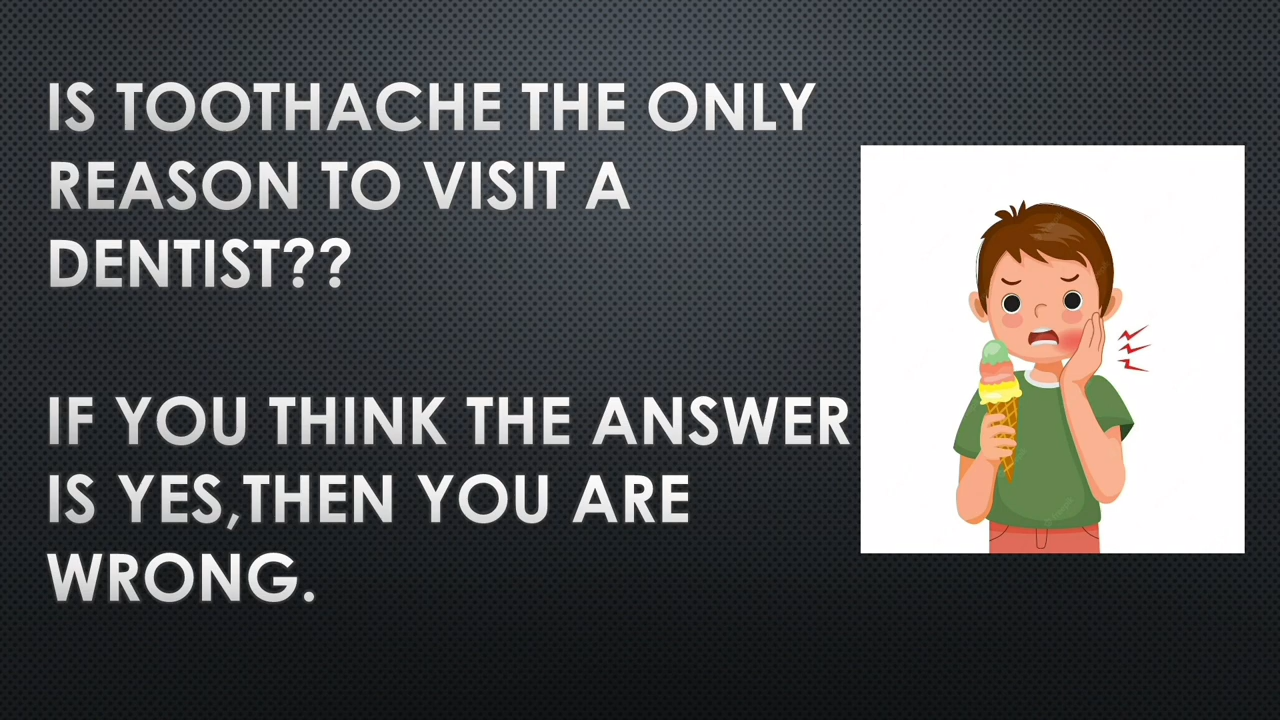 IS TOOTHACHE THE ONLY
REASON TO VISIT A
DENTIST??
IF YOU THINK THE ANSWER
IS YES,THEN YOU ARE
WRONG.